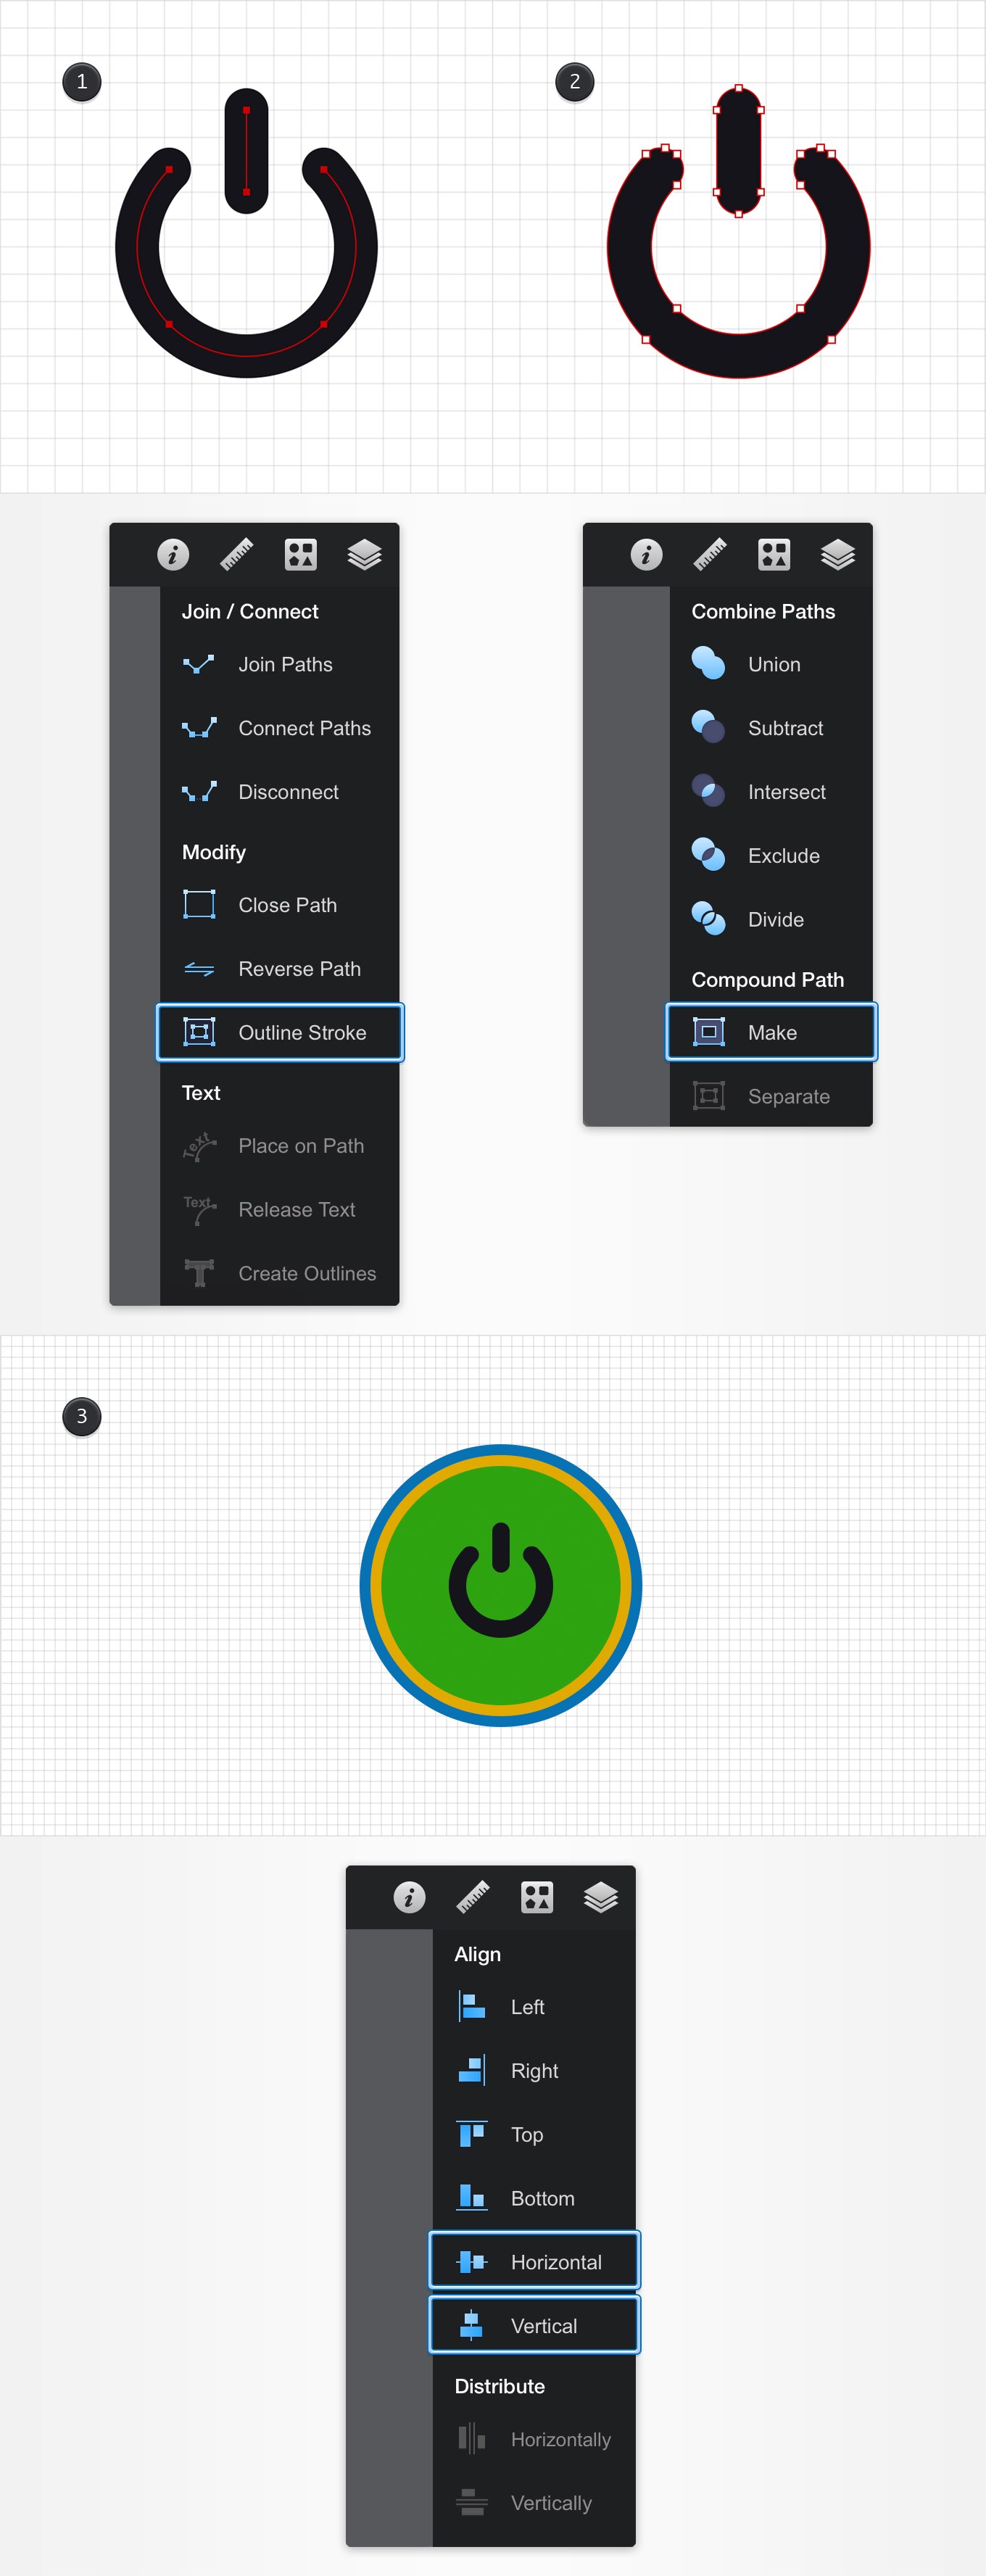 1
2
Join / Connect
Join Paths
Connect Paths
Disconnect
Modify
Close Path
Reverse Path
Outline Stroke
Text
Text
Place on Path
Text
Release Text
T
Create Outlines
Combine Paths
Union
Subtract
Intersect
Exclude
Divide
Compound Path
Make
Separate
3
Align
Left
Right
Top
Bottom
Horizontal
Vertical
Distribute
Horizontally
Vertically